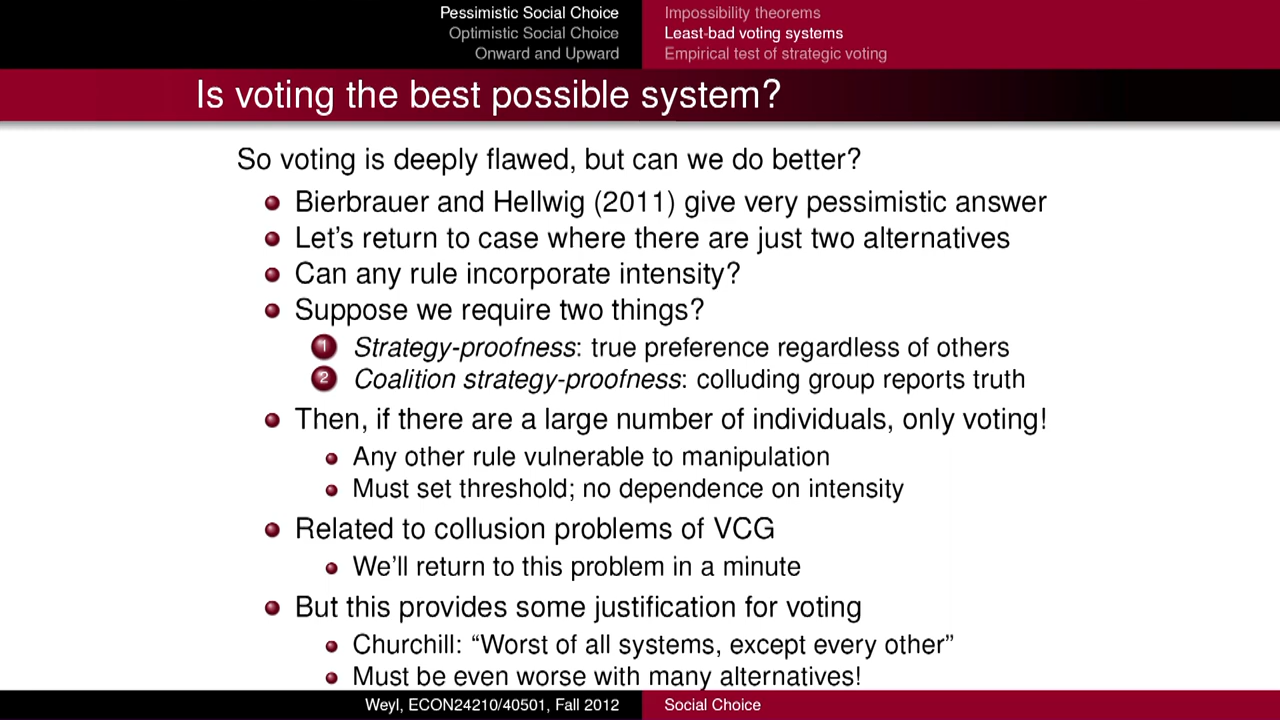 Pessimistic Social Choice
Optimistic Social Choice
Onward and Upward
Impossibility theorems
Least-bad voting systems
Empirical test of strategic voting
Is voting the best possible system?
So voting is deeply flawed, but can we do better?
Bierbrauer and Hellwig (2011) give very pessimistic answer
Let's return to case where there are just two alternatives
Can any rule incorporate intensity?
Suppose we require two things?
1 Strategy-proofness: true preference regardless of others
2 Coalition strategy-proofness: colluding group reports truth
Then, if there are a large number of individuals, only voting!
Any other rule vulnerable to manipulation
Must set threshold; no dependence on intensity
Related to collusion problems of VCG
We'll return to this problem in a minute
But this provides some justification for voting
Churchill: “Worst of all systems, except every other”
Must be even worse with many alternatives!
Weyl, ECON24210/40501, Fall 2012
Social Choice